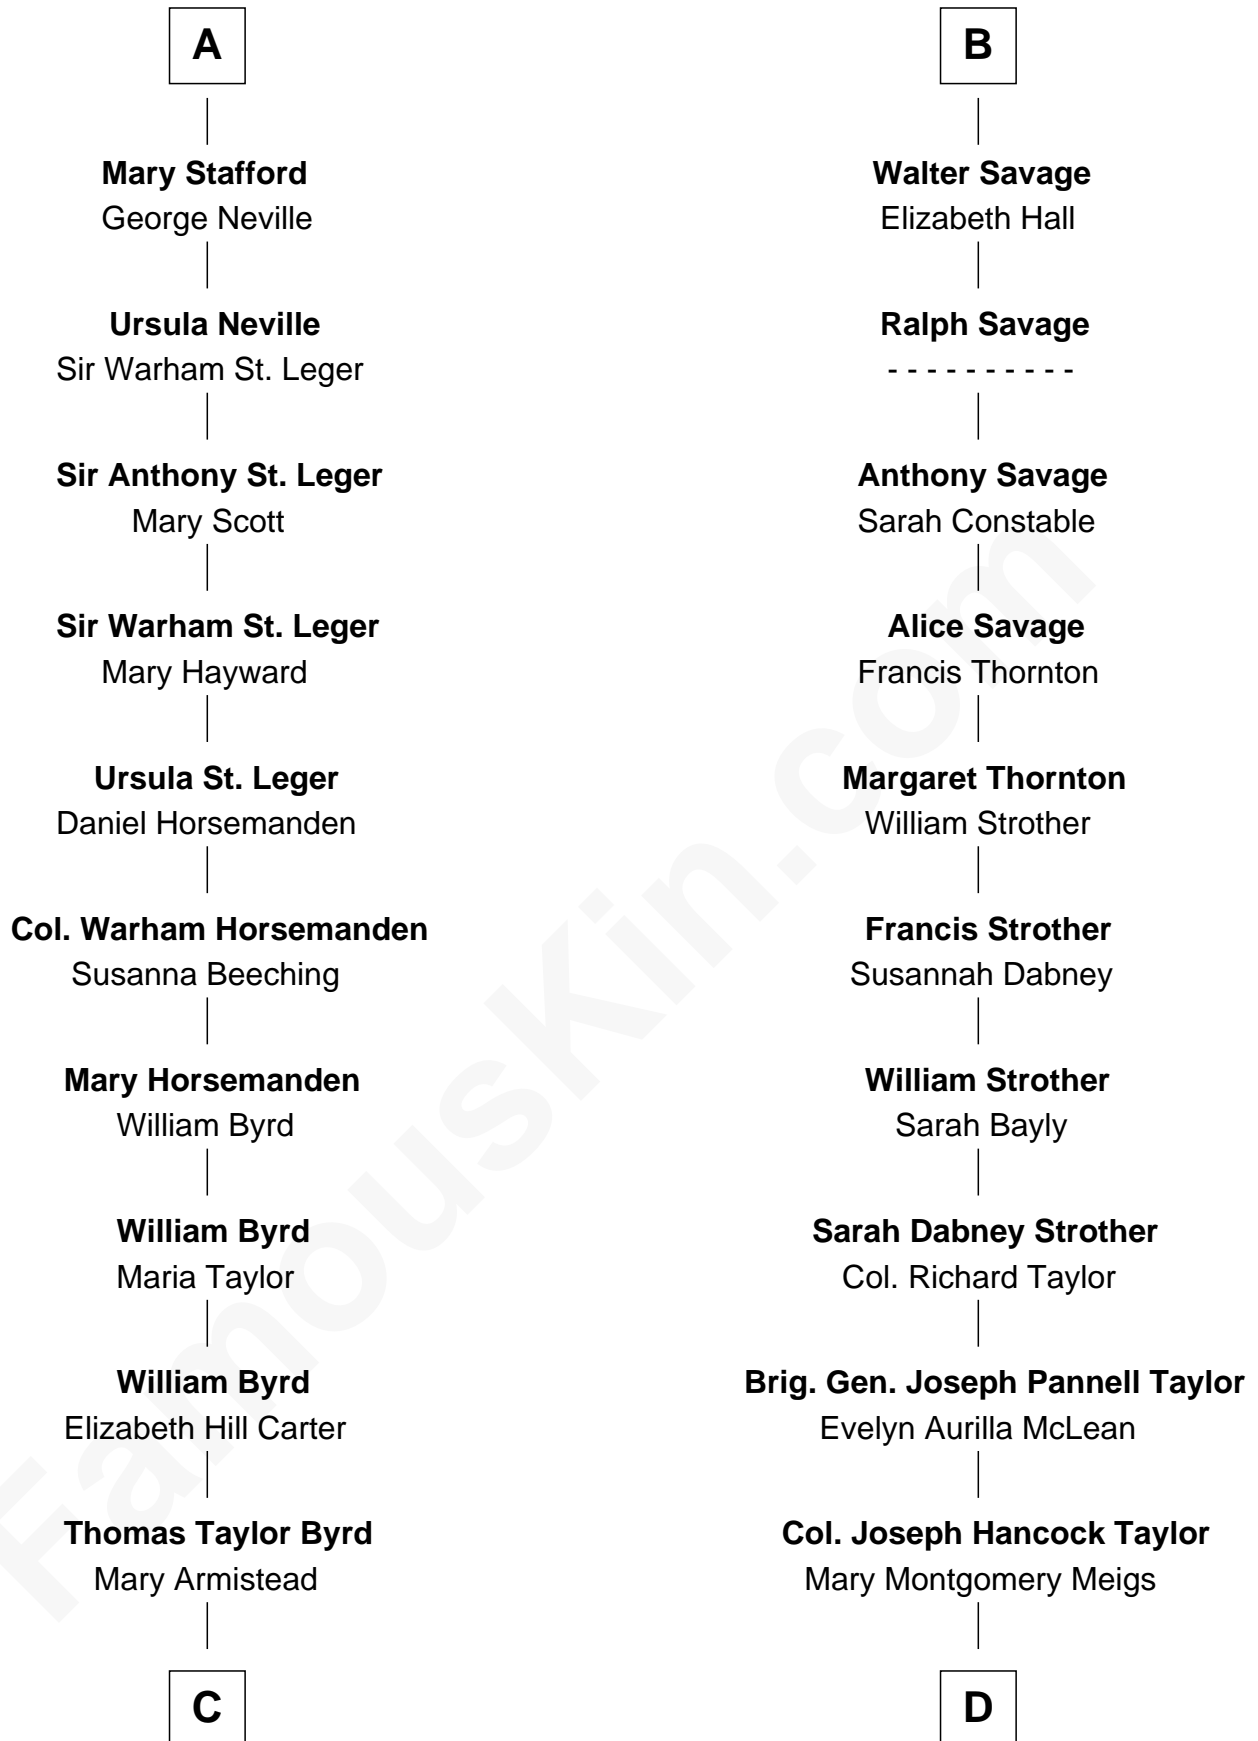 A
Mary Stafford
George Neville
Ursula Neville
Sir Warham St. Leger
Sir Anthony St. Leger
Mary Scott
Sir Warham St. Leger
Mary Hayward
Ursula St. Leger
Daniel Horsemanden
Col. Warham Horsemanden
Susanna Beeching
Mary Horsemanden
William Byrd
William Byrd
Maria Taylor
William Byrd
Elizabeth Hill Carter
Thomas Taylor Byrd
Mary Armistead
C
B
Walter Savage
Elizabeth Hall
Ralph Savage
- - - - - - - - - -
Anthony Savage
Sarah Constable
Alice Savage
Francis Thornton
Margaret Thornton
William Strother
Francis Strother
Susannah Dabney
William Strother
Sarah Bayly
Sarah Dabney Strother
Col. Richard Taylor
Brig. Gen. Joseph Pannell Taylor
Evelyn Aurilla McLean
Col. Joseph Hancock Taylor
Mary Montgomery Meigs
D
FamousKin.com